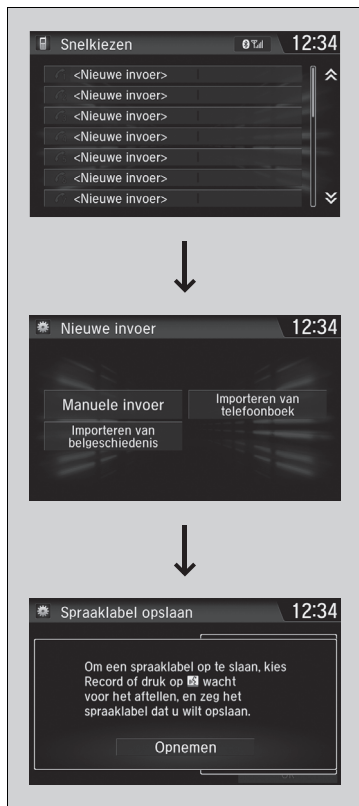 Snelkiezen 12:34
<Nieuwe invoer>
<Nieuwe invoer>
<Nieuwe invoer>
<Nieuwe invoer>
<Nieuwe invoer>
<Nieuwe invoer>
<Nieuwe invoer>
Nieuwe invoer 12:34
Manuele invoer
Importeren van
telefoonboek
Importeren van
belgeschiedenis
Spraaklabel opslaan 12:34
Om een spraaklabel op te slaan, kies
Record of druk op wacht
voor het aftellen, en zeg het
spraaklabel dat u wilt opslaan.
Opnemen